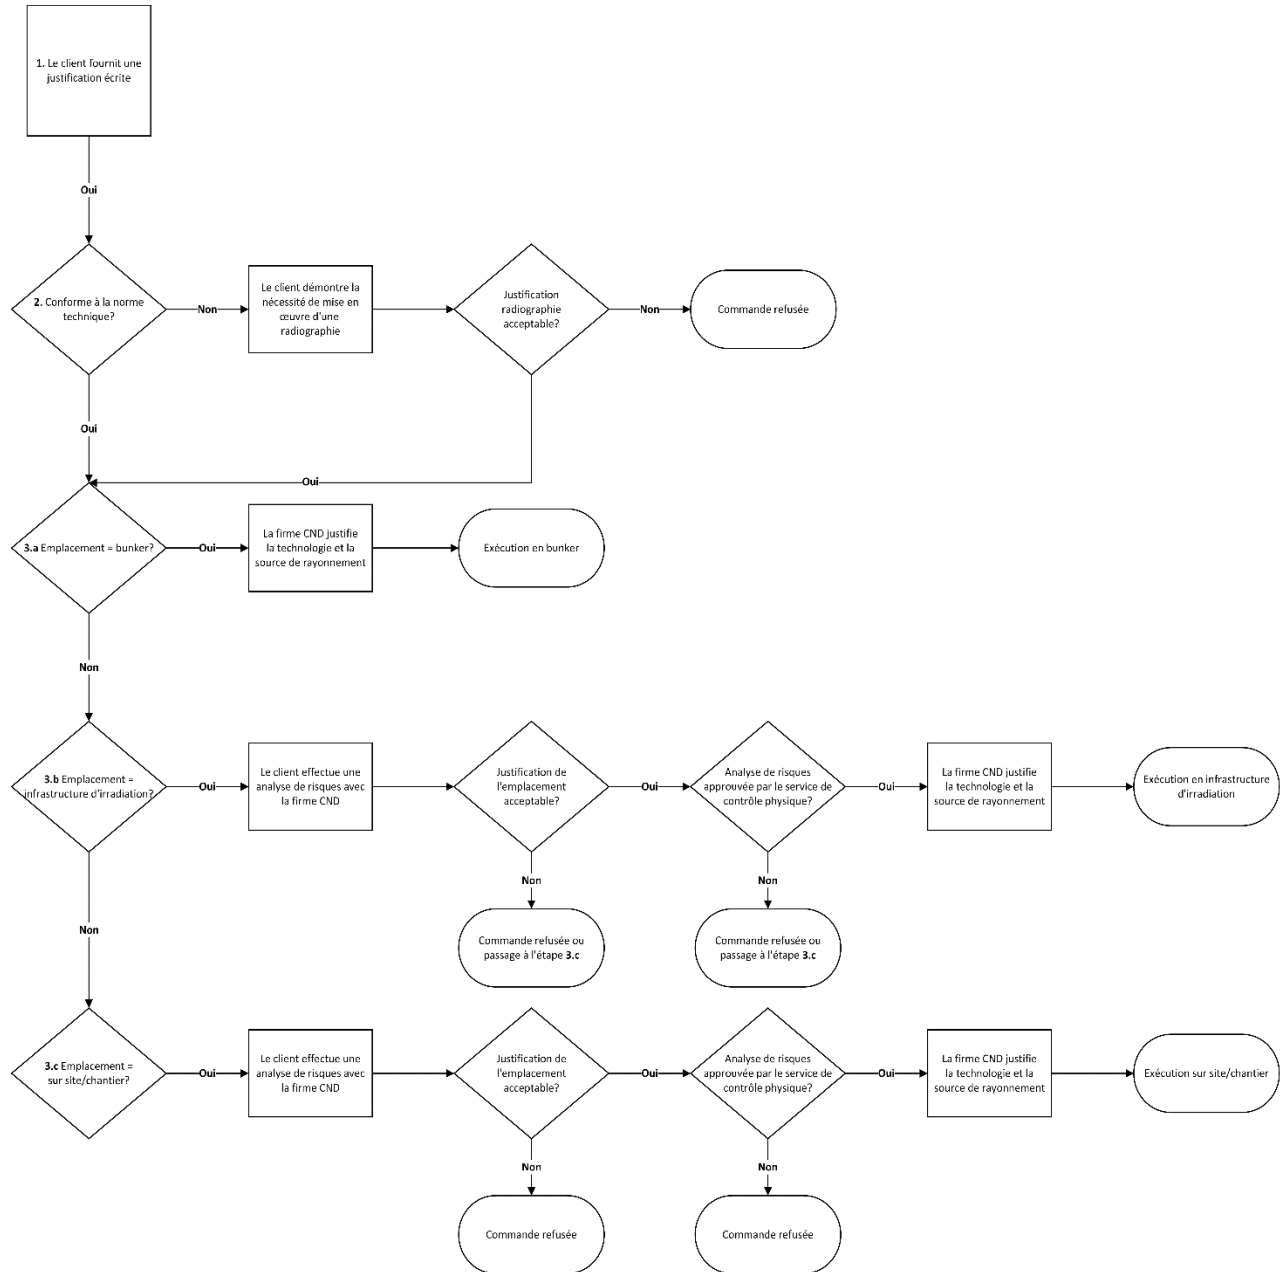 1. Le client fournit une
justification écrite
Oui
2. Conforme à la norme
technique?
Non
Le client démontre la
nécessité de mise en
œuvre d'une
radiographie
Justification
radiographie
acceptable?
Non
Commande refusée
Oui
Oui
3.a Emplacement = bunker?
Oui
La firme CND justifie
la technologie et la
source de rayonnement
Exécution en bunker
Non
3.b Emplacement =
infrastructure d'irradiation?
Oui
Le client effectue une
analyse de risques avec
la firme CND
Justification de
l'emplacement
acceptable?
Oui
Analyse de risques
approuvée par le service de
contrôle physique?
Oui
La firme CND justifie
la technologie et la
source de rayonnement
Exécution en infrastructure
d'irradiation
Non
Non
Commande refusée ou
passage à l'étape 3.c
Commande refusée ou
passage à l'étape 3.c
Non
3.c Emplacement =
sur site/chantier?
Oui
Le client effectue une
analyse de risques avec
la firme CND
Justification de
l'emplacement
acceptable?
Oui
Analyse de risques
approuvée par le service de
contrôle physique?
Oui
La firme CND justifie
la technologie et la
source de rayonnement
Exécution sur site/chantier
Non
Non
Commande refusée
Commande refusée